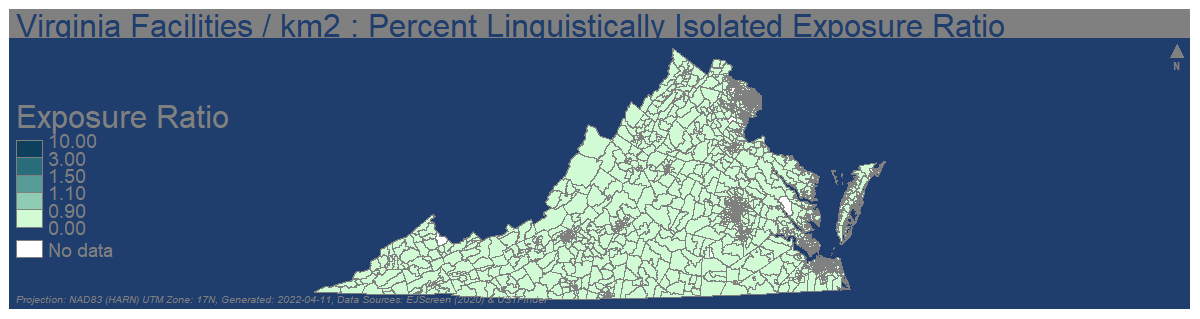 Virginia Facilities / km2 : Percent Linguistically Isolated Exposure Ratio
N
Exposure Ratio
10.00
3.00
1.50
1.10
0.90
0.00
No data
Projection: NAD83 (HARN) UTM Zone: 17N, Generated: 2022-04-11, Data Sources: EJScreen (2020) & USTFinder